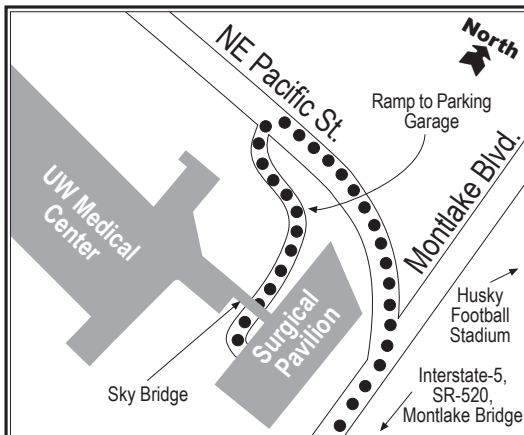 North
NE Pacific St.
Ramp to Parking
Garage
Montlake Blvd.
UW Medical
Center
Surgical
Pavilion
Husky
Football
Stadium
Sky Bridge
Interstate-5,
SR-520,
Montlake Bridge